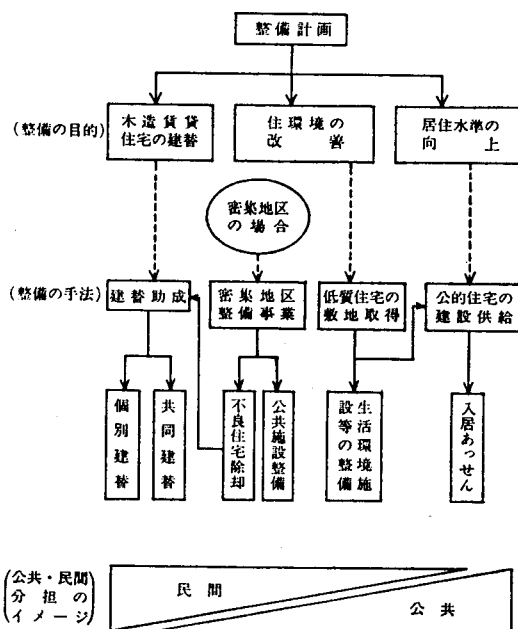 整備計画
(整備の目的)
木造賃貸
住宅の建替
住環境の
改善
居住水準の
向上
密集地区
の場合
(整備の手法)
建替助成
密集地区
整備事業
低質住宅の
敷地取得
公的住宅の
建設供給
個別建替
共同建替
不良住宅除却
公共施設整備
生活環境施
設等の整備
入居あっせん
(公共・民間
分担の
イメージ)
民間
公共